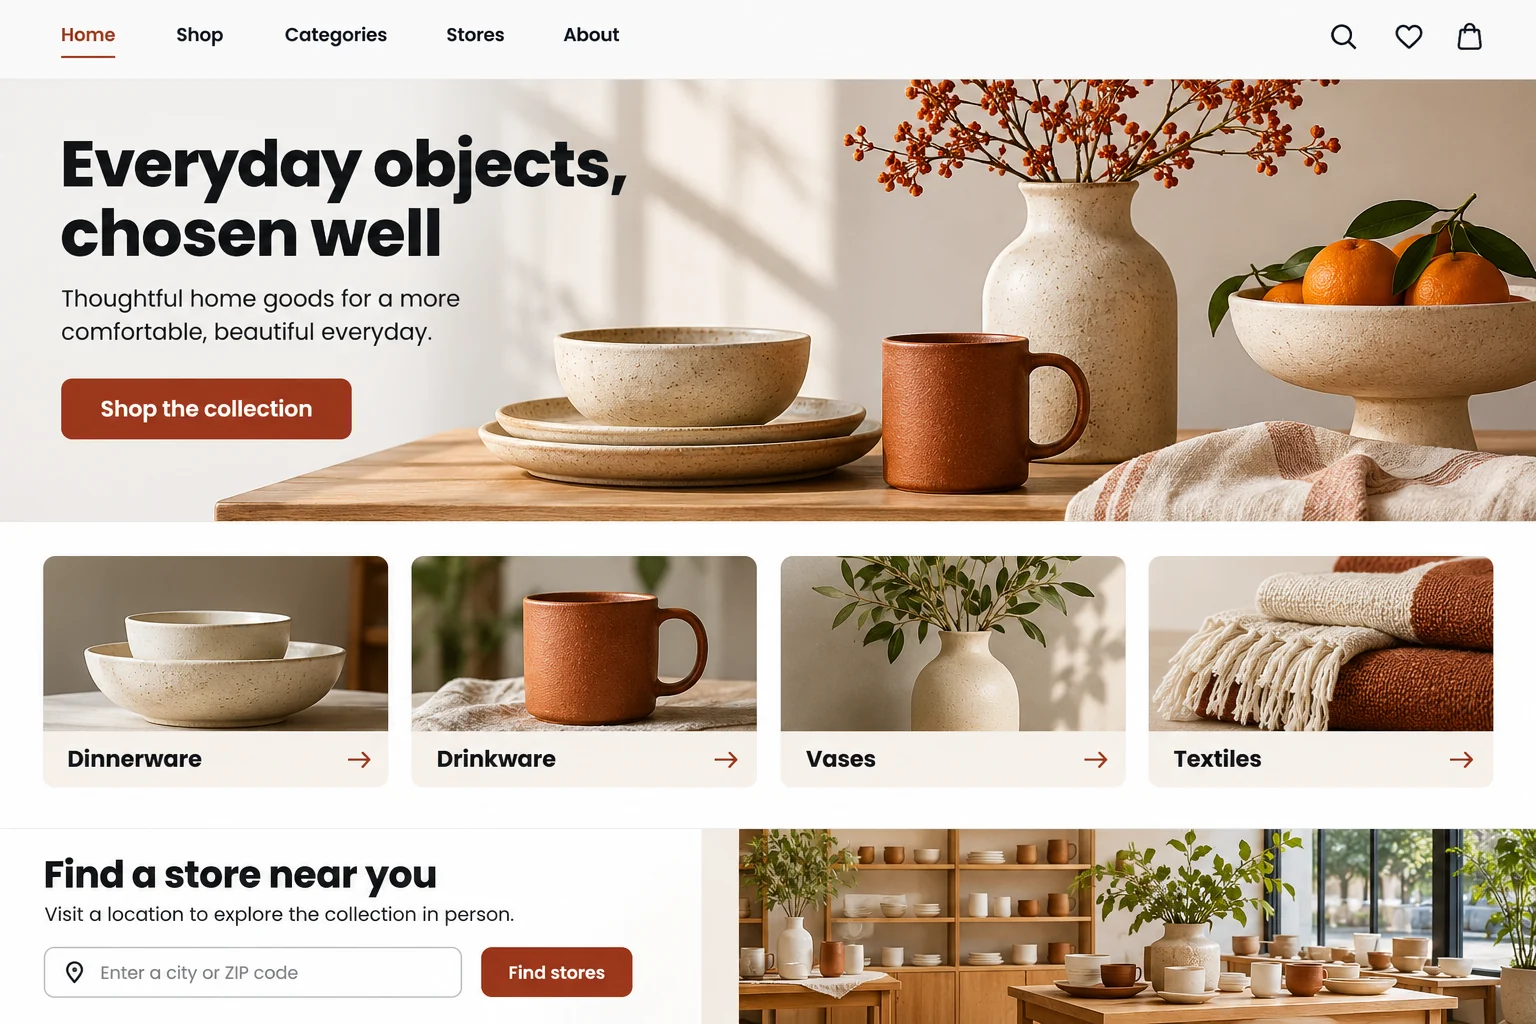 Home
Shop
Categories
Stores
About
Everyday objects,
chosen well
Thoughtful home goods for a more
comfortable, beautiful everyday.
Shop the collection
Dinnerware
Drinkware
Vases
Textiles
Find a store near you
Visit a location to explore the collection in person.
Enter a city or ZIP code
Find stores